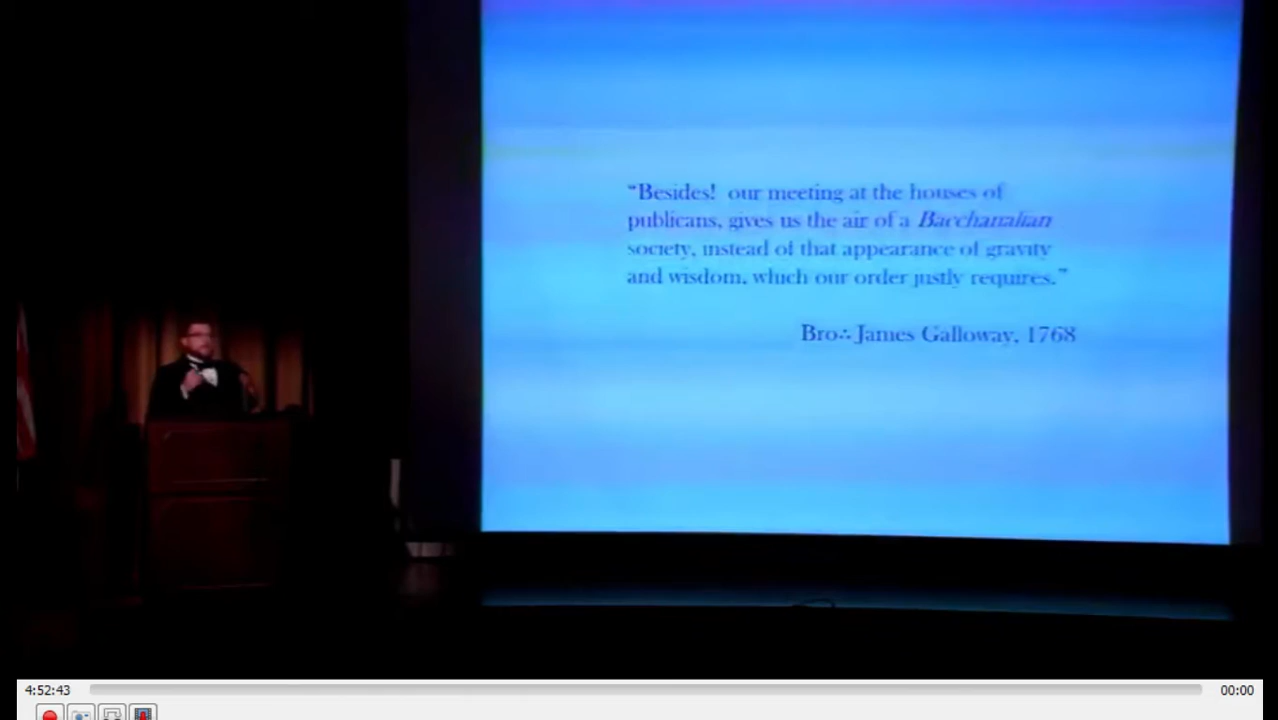 “Besides! our meeting at the houses of
publicans, gives us the air of a Bacchanalian
society, instead of that appearance of gravity
and wisdom, which our order justly requires.”
Bro∴ James Galloway, 1768
4:52:43 00:00